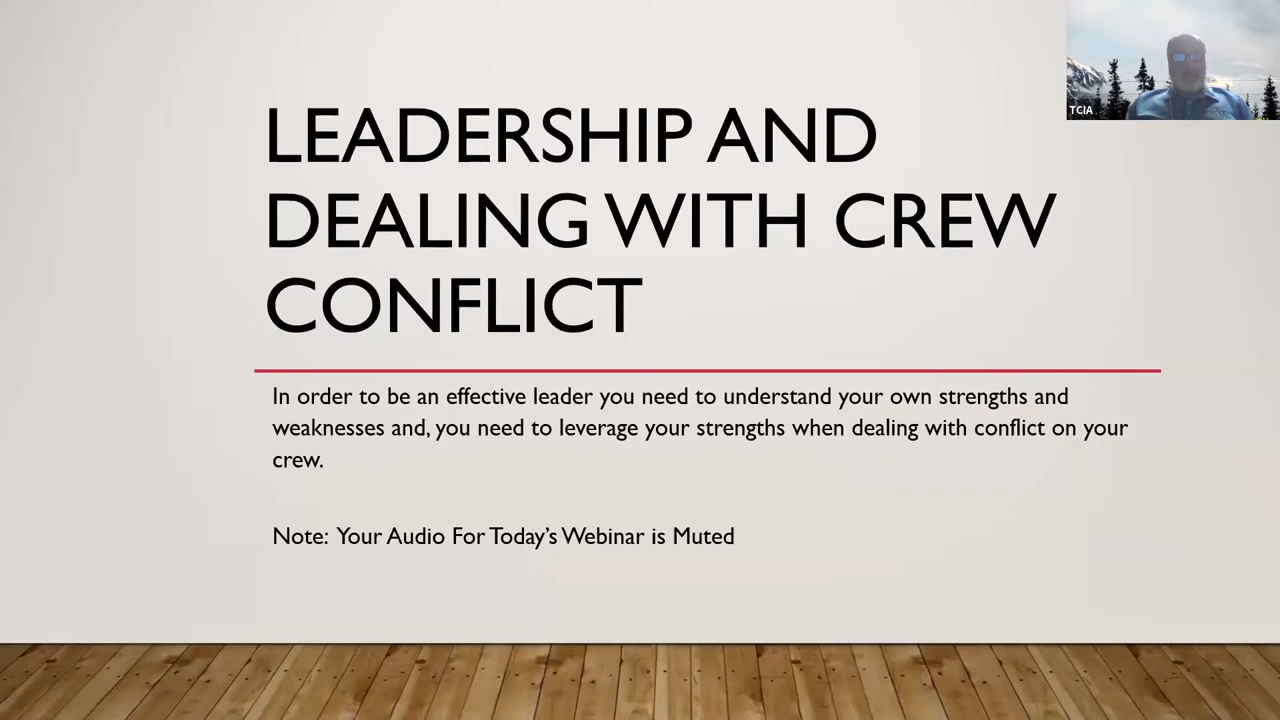 LEADERSHIP AND
DEALING WITH CREW
CONFLICT
In order to be an effective leader you need to understand your own strengths and
weaknesses and, you need to leverage your strengths when dealing with conflict on your
crew.
Note: Your Audio For Today's Webinar is Muted
TCIA